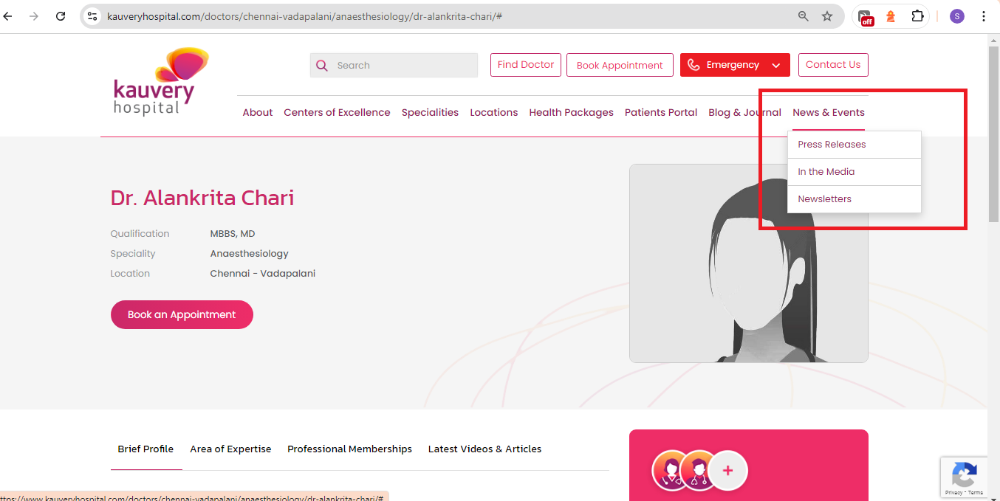 kauveryhospital.com/doctors/chennai-vadapalani/anaesthesiology/dr-alankrita-chari/#
off
S
kauvery
hospital
Search
Find Doctor
Book Appointment
Emergency
Contact Us
About
Centers of Excellence
Specialities
Locations
Health Packages
Patients Portal
Blog & Journal
News & Events
Press Releases
In the Media
Newsletters
Dr. Alankrita Chari
Qualification MBBS, MD
Speciality Anaesthesiology
Location Chennai - Vadapalani
Book an Appointment
Brief Profile
Area of Expertise
Professional Memberships
Latest Videos & Articles
+
Privacy - Terms
ttps://www.kauveryhospital.com/doctors/chennai-vadapalani/anaesthesiology/dr-alankrita-chari/#